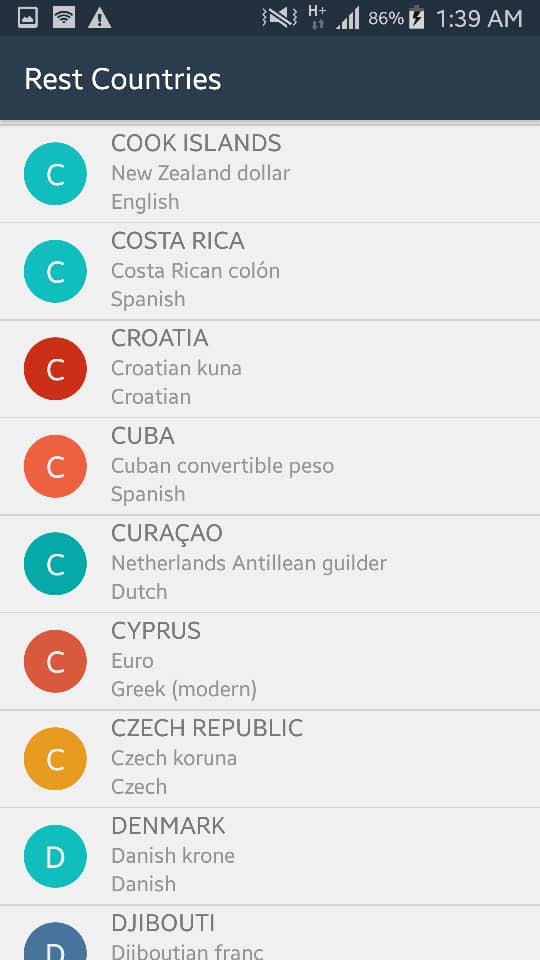 H+
86%
1:39 AM
Rest Countries
C
COOK ISLANDS
New Zealand dollar
English
C
COSTA RICA
Costa Rican colón
Spanish
C
CROATIA
Croatian kuna
Croatian
C
CUBA
Cuban convertible peso
Spanish
C
CURAÇAO
Netherlands Antillean guilder
Dutch
C
CYPRUS
Euro
Greek (modern)
C
CZECH REPUBLIC
Czech koruna
Czech
D
DENMARK
Danish krone
Danish
D
DJIBOUTI
Djiboutian franc